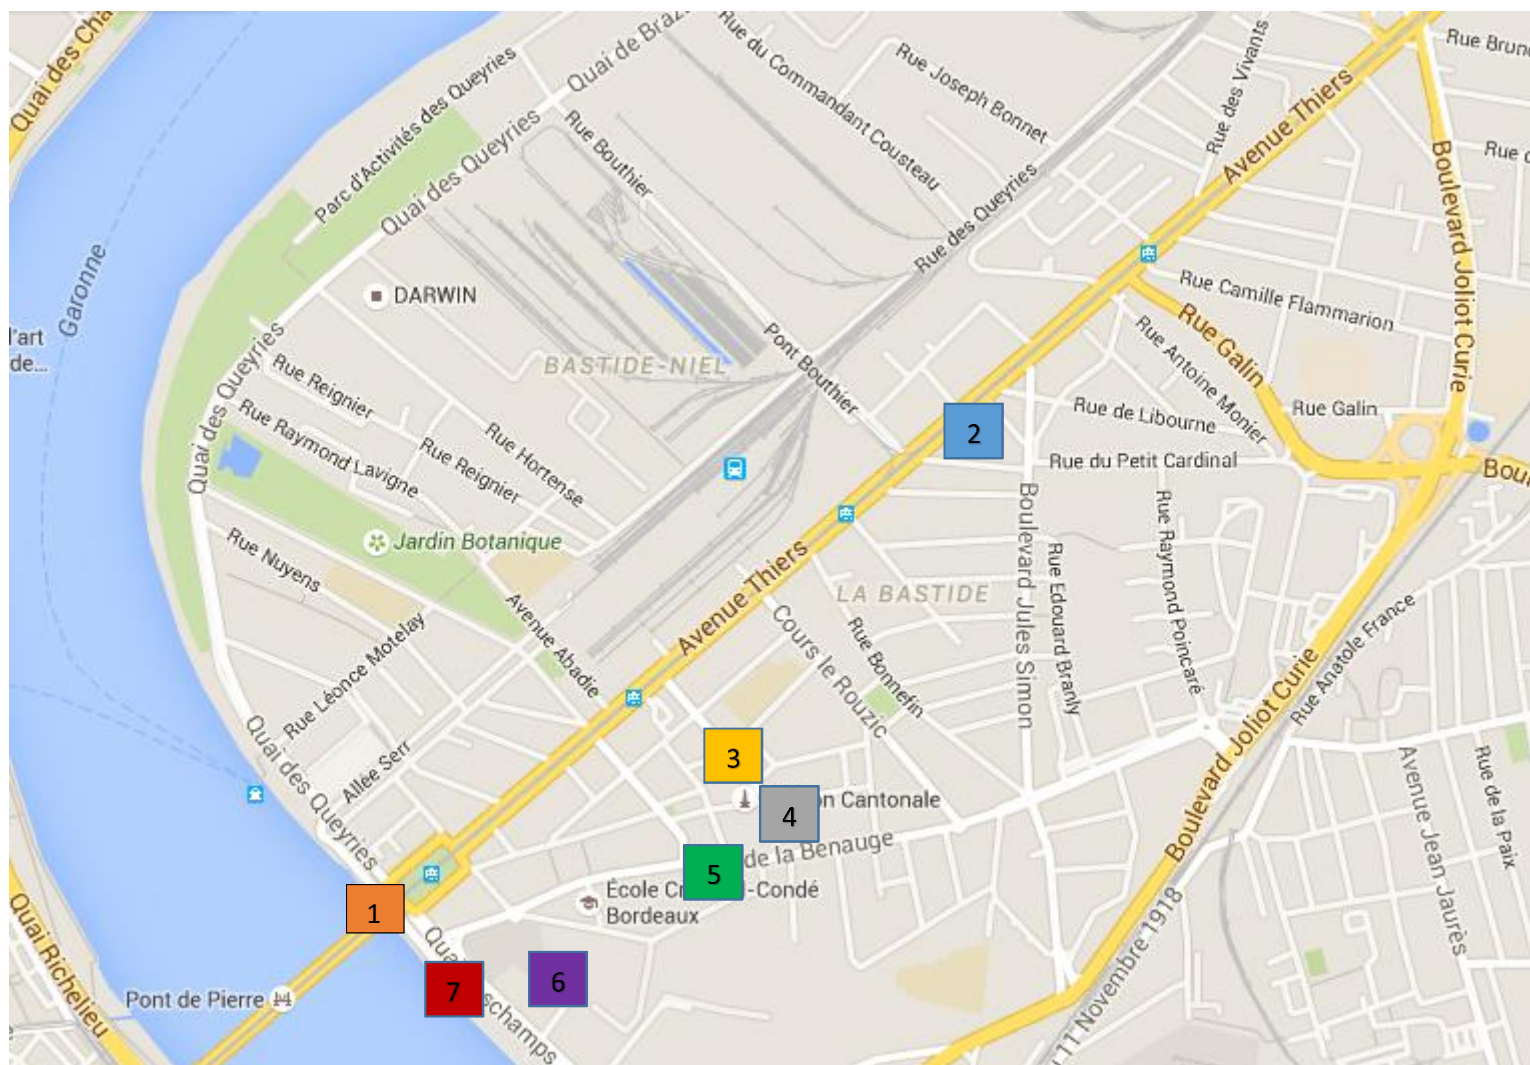 Quai des Cha
Quai de Braz
Rue du Commandant Cousteau
Rue Joseph Bonnet
Rue des Vivants
Avenue Thiers
Rue Brun
Parc d'Activités des Queyries
Quai des Queyries
Rue Bouthier
Rue des Queyries
Boulevard Joliot Curie
Garonne
l'art
de...
DARWIN
BASTIDE-NIEL
Pont Bouthier
Rue Camille Flammarion
Rue Galin
Rue Antoine Monier
Rue Galin
Quai des Queyries
Rue Reignier
Rue Raymond Lavigne
Rue Reignier
Rue Hortense
2
Rue de Libourne
Rue du Petit Cardinal
Boul
Jardin Botanique
Rue Nuyens
Avenue Thiers
LA BASTIDE
Boulevard Jules Simon
Rue Edouard Branly
Rue Raymond Poincaré
Rue Anatole France
Avenue Abadie
Rue Léonce Motelay
Cours le Rouzic
Rue Bonnefin
Quai des Queyries
Allée Serr
Boulevard Joliot Curie
Avenue Jean Jaurès
Rue de la Paix
3
4
on Cantonale
5
de la Benauge
École Cr
l-Condé
Bordeaux
1
Quai
schamps
7
6
Pont de Pierre
Quai Richelieu
11 Novembre 1918